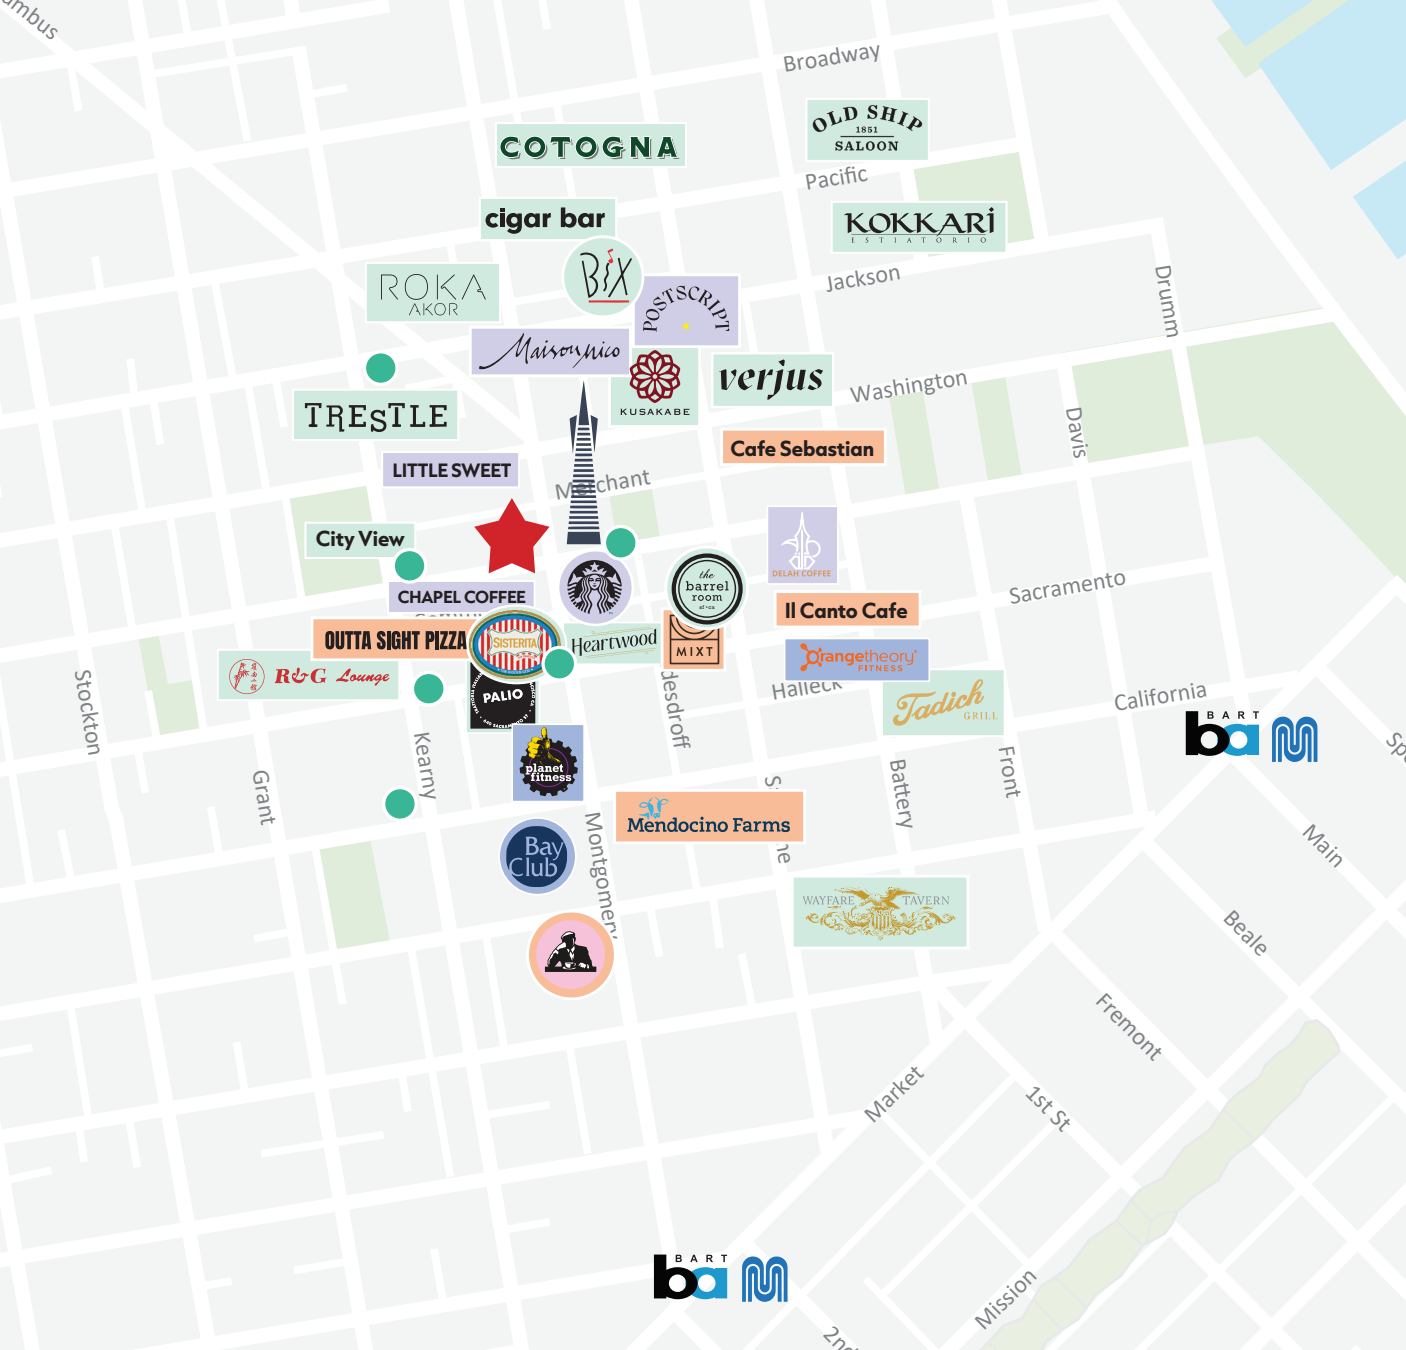 Broadway
OLD SHIP
1851
SALOON
COTOGNA
Pacific
cigar bar
KOKKARI
ESTIATORIO
BIX
ROKA
AKOR
Jackson
Drumm
POSTSCRIPT
Maison nico
verjus
KUSAKABE
Washington
TRESTLE
Davis
Cafe Sebastian
LITTLE SWEET
Merchant
City View
DELAH COFFEE
the
barrel
room
sf • ca
CHAPEL COFFEE
Sacramento
Il Canto Cafe
OUTTA SIGHT PIZZA
SISTERITA
Heartwood
MIXT
orangetheory
FITNESS
R&G Lounge
Stockton
PALIO
Halleck
Tadich
GRILL
California
BART
ba
Kearny
Grant
planet
fitness
Battery
Front
Mendocino Farms
Montgomery
Bay
Club
Main
WAYFARE TAVERN
Beale
Fremont
Market
1st St
BART
ba
Mission